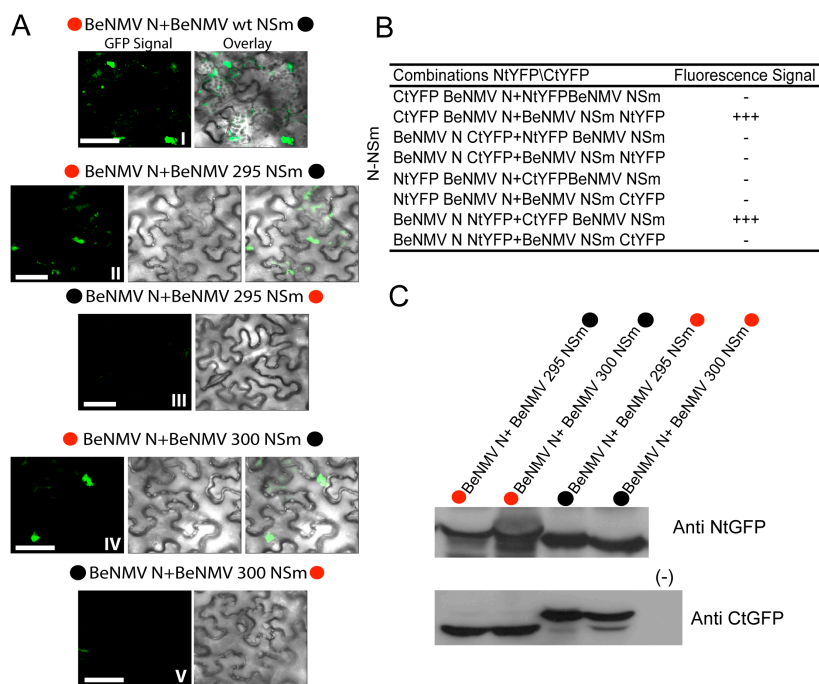 A
BeNMV N+BeNMV wt NSm
GFP Signal
Overlay
I
BeNMV N+BeNMV 295 NSm
II
BeNMV N+BeNMV 295 NSm
III
BeNMV N+BeNMV 300 NSm
IV
BeNMV N+BeNMV 300 NSm
V
B
Combinations NtYFP\CtYFP Fluorescence Signal
N-NSm
CtYFP BeNMV N+NtYFPBeNMV NSm -
CtYFP BeNMV N+BeNMV NSm NtYFP +++
BeNMV N CtYFP+NtYFP BeNMV NSm -
BeNMV N CtYFP+BeNMV NSm NtYFP -
NtYFP BeNMV N+CtYFPBeNMV NSm -
NtYFP BeNMV N+BeNMV NSm CtYFP -
BeNMV N NtYFP+CtYFP BeNMV NSm +++
BeNMV N NtYFP+BeNMV NSm CtYFP -
C
BeNMV N+ BeNMV 295 NSm
BeNMV N+ BeNMV 300 NSm
BeNMV N+ BeNMV 295 NSm
BeNMV N+ BeNMV 300 NSm
Anti NtGFP
(-)
Anti CtGFP